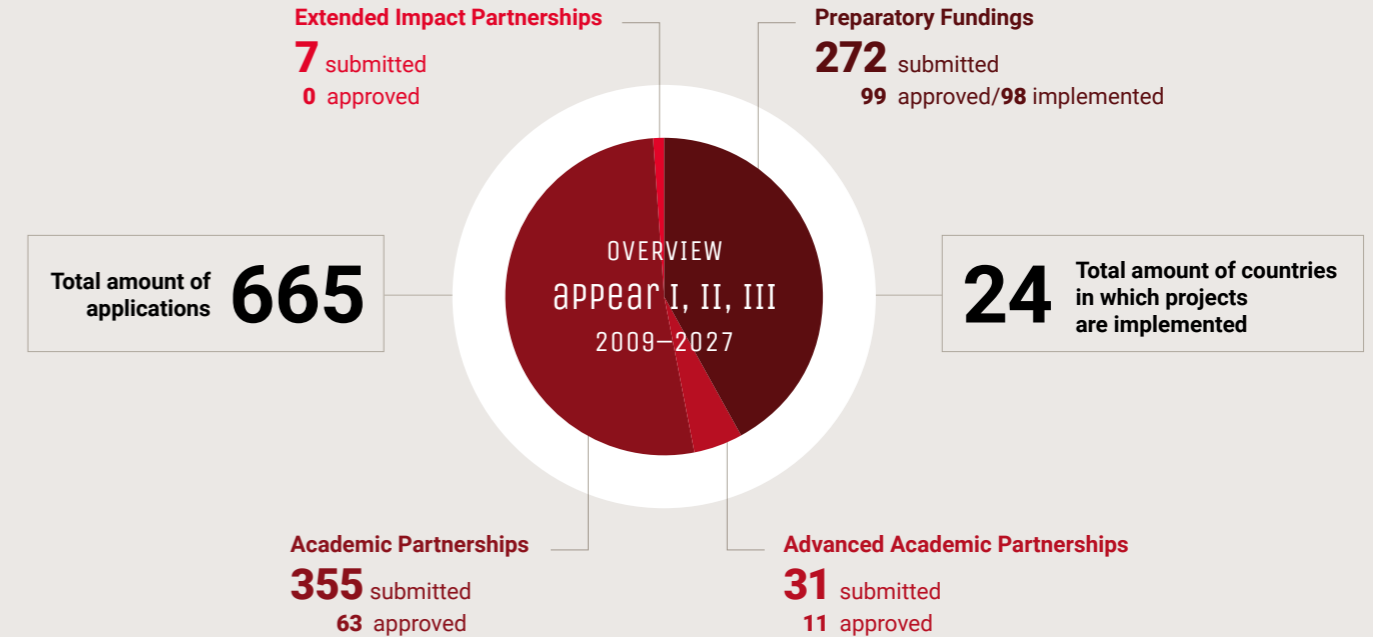 Extended Impact Partnerships
7 submitted
0 approved
Preparatory Fundings
272 submitted
99 approved/98 implemented
Total amount of
applications
665
OVERVIEW
appear I, II, III
2009–2027
24
Total amount of countries
in which projects
are implemented
Academic Partnerships
355 submitted
63 approved
Advanced Academic Partnerships
31 submitted
11 approved